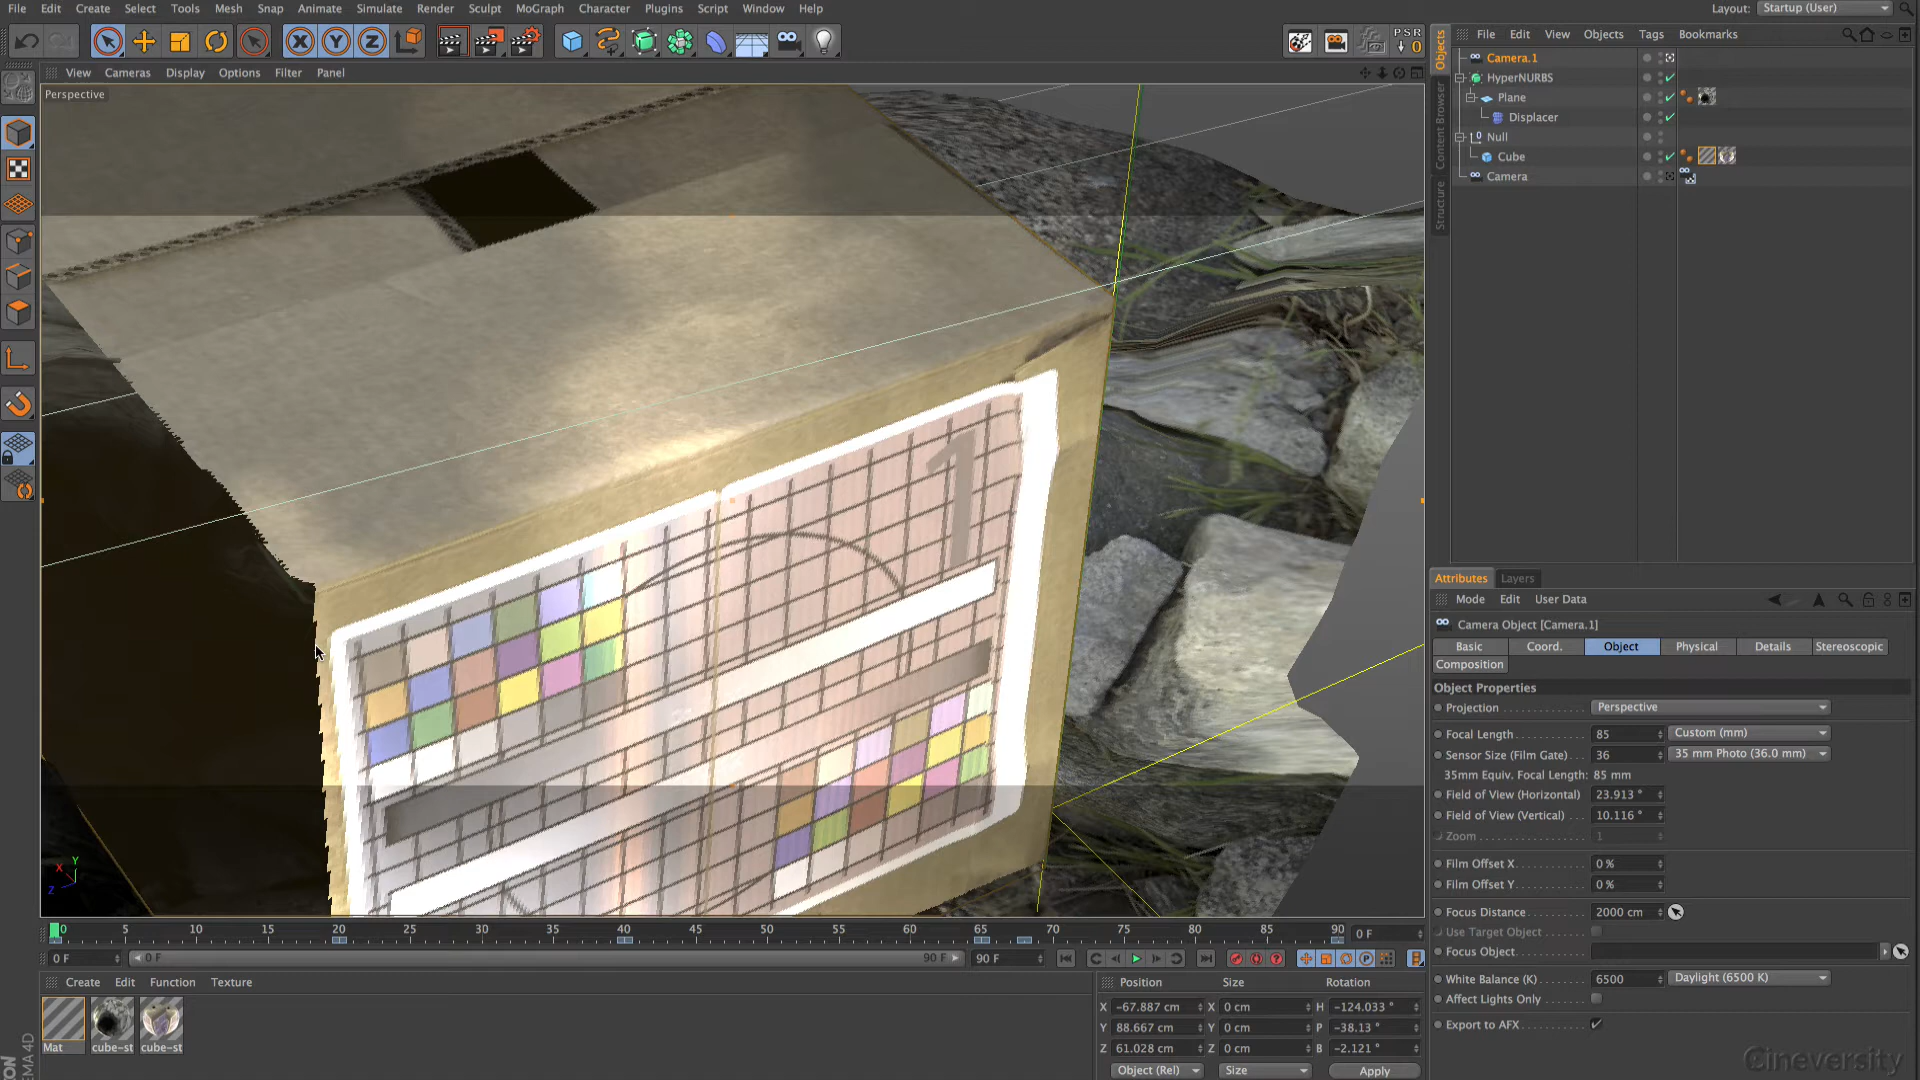 File Edit Create Select Tools Mesh Snap Animate Simulate Render Sculpt MoGraph Character Plugins Script Window Help
Layout: Startup (User)
X Y Z
PSR
0
File Edit View Objects Tags Bookmarks
View Cameras Display Options Filter Panel
Perspective
Objects
Content Browser
Structure
Camera.1
HyperNURBS
Plane
Displacer
Null
Cube
Camera
1
Attributes Layers
Mode Edit User Data
Camera Object [Camera.1]
Basic Coord. Object Physical Details Stereoscopic
Composition
Object Properties
Projection Perspective
Focal Length 85 Custom (mm)
Sensor Size (Film Gate) 36 35 mm Photo (36.0 mm)
35mm Equiv. Focal Length: 85 mm
Field of View (Horizontal) 23.913 °
Field of View (Vertical) 10.116 °
Zoom 1
Film Offset X 0 %
Film Offset Y 0 %
Focus Distance 2000 cm
Use Target Object
Focus Object
White Balance (K) 6500 Daylight (6500 K)
Affect Lights Only
Export to AFX
X Y Z
0 5 10 15 20 25 30 35 40 45 50 55 60 65 70 75 80 85 90 0 F
0 F 0 F 90 F 90 F
Create Edit Function Texture
Mat cube-st cube-st
Position Size Rotation
X -67.887 cm X 0 cm H -124.033 °
Y 88.667 cm Y 0 cm P -38.13 °
Z 61.028 cm Z 0 cm B -2.121 °
Object (Rel) Size Apply
Cineversity